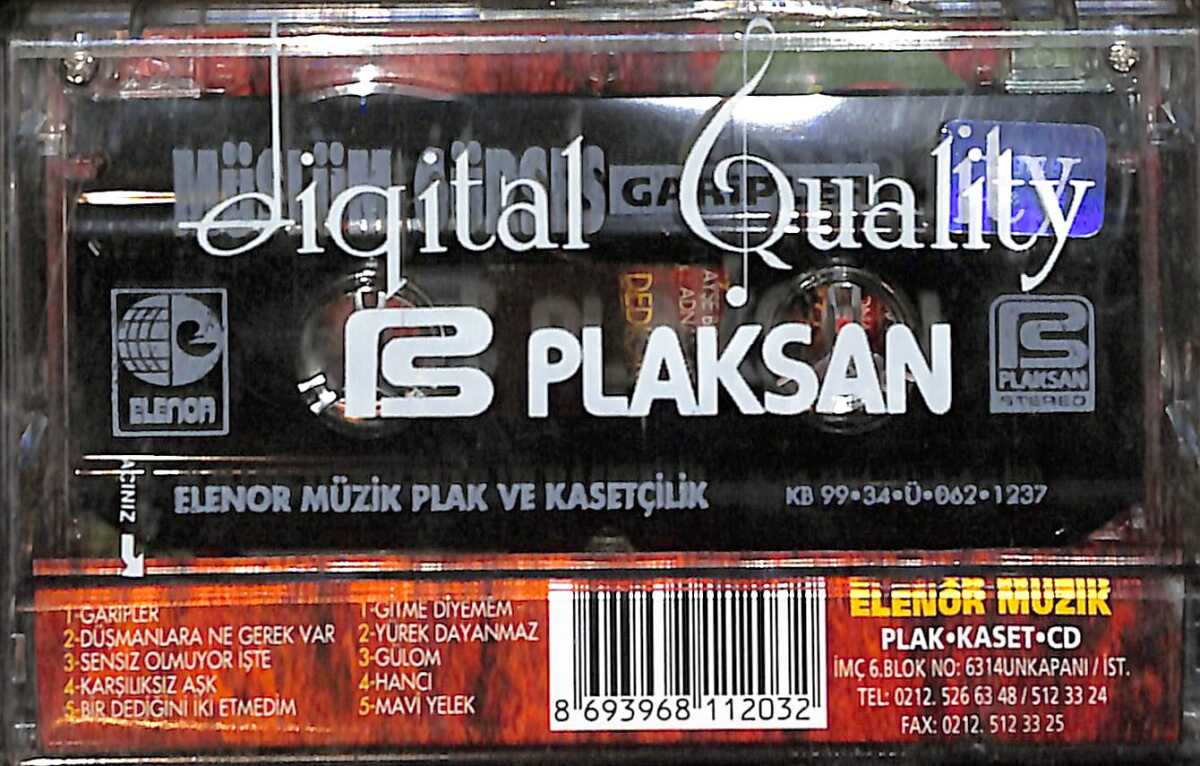 digital Quality
MÜSLÜM GÜRSES GARİPLER
ELENOR
PLAKSAN
PLAKSAN
STEREO
AÇINIZ
ELENOR MÜZİK PLAK VE KASETÇİLİK
KB 99•34•Ü•062•1237
1-GARİPLER
2-DÜŞMANLARA NE GEREK VAR
3-SENSİZ OLMUYOR İŞTE
4-KARŞILIKSIZ AŞK
5-BİR DEDİĞİNİ İKİ ETMEDİM
1-GİTME DİYEMEM
2-YÜREK DAYANMAZ
3-GÜLOM
4-HANCI
5-MAVİ YELEK
8 693968 112032
ELENOR MÜZİK
PLAK•KASET•CD
İMÇ 6.BLOK NO: 6314UNKAPANI / İST.
TEL: 0212. 526 63 48 / 512 33 24
FAX: 0212. 512 33 25